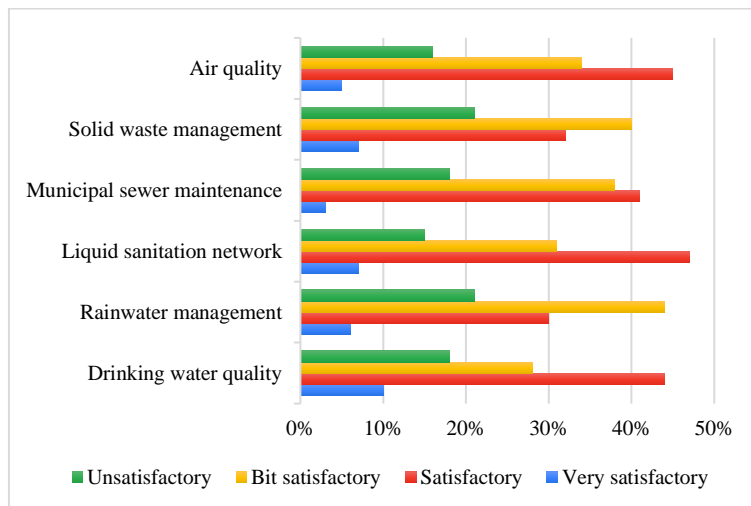 Air quality
Solid waste management
Municipal sewer maintenance
Liquid sanitation network
Rainwater management
Drinking water quality
0% 10% 20% 30% 40% 50%
Unsatisfactory Bit satisfactory Satisfactory Very satisfactory